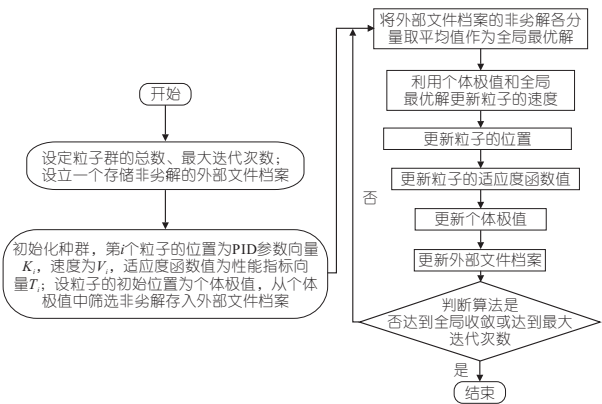 开始
设定粒子群的总数、最大迭代次数；
设立一个存储非劣解的外部文件档案
初始化种群，第i个粒子的位置为PID参数向量
Ki，速度为Vi，适应度函数值为性能指标向
量Ti；设粒子的初始位置为个体极值，从个体
极值中筛选非劣解存入外部文件档案
将外部文件档案的非劣解各分
量取平均值作为全局最优解
利用个体极值和全局
最优解更新粒子的速度
更新粒子的位置
更新粒子的适应度函数值
否
更新个体极值
更新外部文件档案
判断算法是
否达到全局收敛或达到最大
迭代次数
是
结束